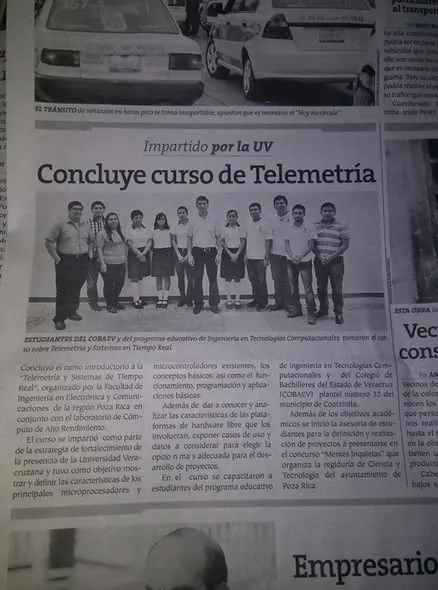 EL TRÁNSITO de vehículos en horas pico se torna insoportable, apuntan que es necesario el "Hoy no circula".
al transpor
Impartido por la UV
Concluye curso de Telemetría
ESTUDIANTES DEL COBAEV y del programa educativo de Ingeniería en Tecnologías Computacionales tomaron el cur-
so sobre Telemetría y Sistemas en Tiempo Real.
Concluyó el curso introductorio a la
"Telemetría y Sistemas de Tiempo
Real", organizado por la Facultad de
Ingeniería en Electrónica y Comuni-
caciones de la región Poza Rica en
conjunto con el laboratorio de Cóm-
puto de Alto Rendimiento.
El curso se impartió como parte
de la estrategia de fortalecimiento de
la presencia de la Universidad Vera-
cruzana y tuvo como objetivo mos-
trar y definir las características de los
principales microprocesadores y
microcontroladores existentes, los
conceptos básicos, así como el fun-
cionamiento, programación y aplicacio-
nes básicas.
Además de dar a conocer y ana-
lizar las características de las plata-
formas de hardware libre que los
involucran, exponer casos de uso y
datos a considerar para elegir la
opción más adecuada para el de-
sarrollo de proyectos.
En el curso se capacitaron a
estudiantes del programa educativo
de ingeniería en Tecnologías Com-
putacionales y del Colegio de
Bachilleres del Estado de Veracruz
(COBAEV) plantel número 32 del
municipio de Coatzintla.
Además de los objetivos acadé-
micos se inició la asesoría de estu-
diantes para la definición y realiza-
ción de proyectos a presentarse en
el concurso "Mentes Inquietas" que
organiza la regiduría de Ciencia y
Tecnología del ayuntamiento de
Poza Rica.
ESTA OBRA
Vec
cons
Empresario